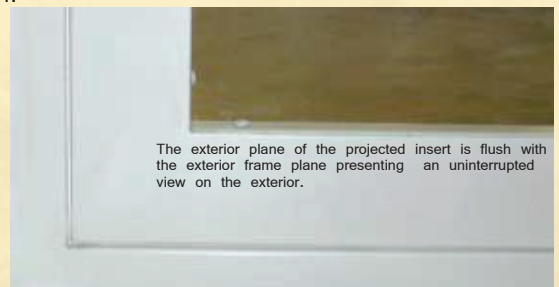 The exterior plane of the projected insert is flush with
the exterior frame plane presenting an uninterrupted
view on the exterior.